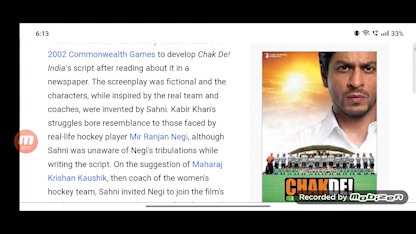 6:13
33%
2002 Commonwealth Games to develop Chak De!
India's script after reading about it in a
newspaper. The screenplay was fictional and the
characters, while inspired by the real team and
coaches, were invented by Sahni. Kabir Khan's
struggles bore resemblance to those faced by
real-life hockey player Mir Ranjan Negi, although
Sahni was unaware of Negi's tribulations while
writing the script. On the suggestion of Maharaj
Krishan Kaushik, then coach of the women's
hockey team, Sahni invited Negi to join the film's
CHAK DE!
Recorded by Mobizen